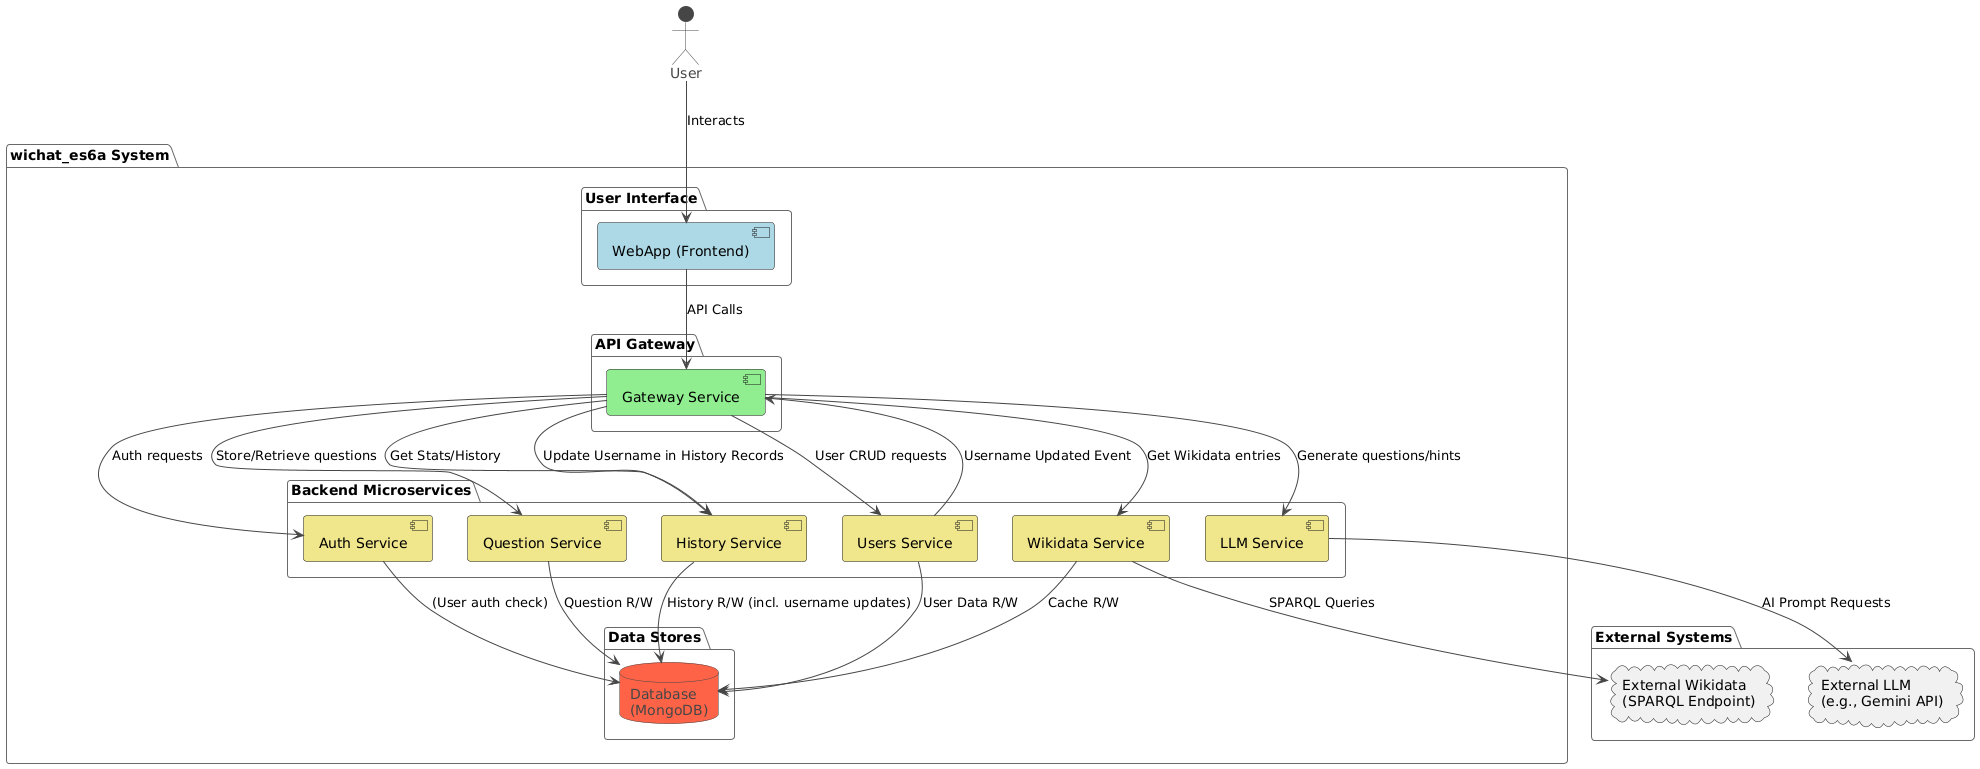 User
Interacts
wichat_es6a System
User Interface
WebApp (Frontend)
API Calls
API Gateway
Gateway Service
Auth requests
Store/Retrieve questions
Get Stats/History
Update Username in History Records
User CRUD requests
Username Updated Event
Get Wikidata entries
Generate questions/hints
Backend Microservices
Auth Service
Question Service
History Service
Users Service
Wikidata Service
LLM Service
(User auth check)
Question R/W
History R/W (incl. username updates)
User Data R/W
Cache R/W
SPARQL Queries
AI Prompt Requests
Data Stores
Database
(MongoDB)
External Systems
External Wikidata
(SPARQL Endpoint)
External LLM
(e.g., Gemini API)